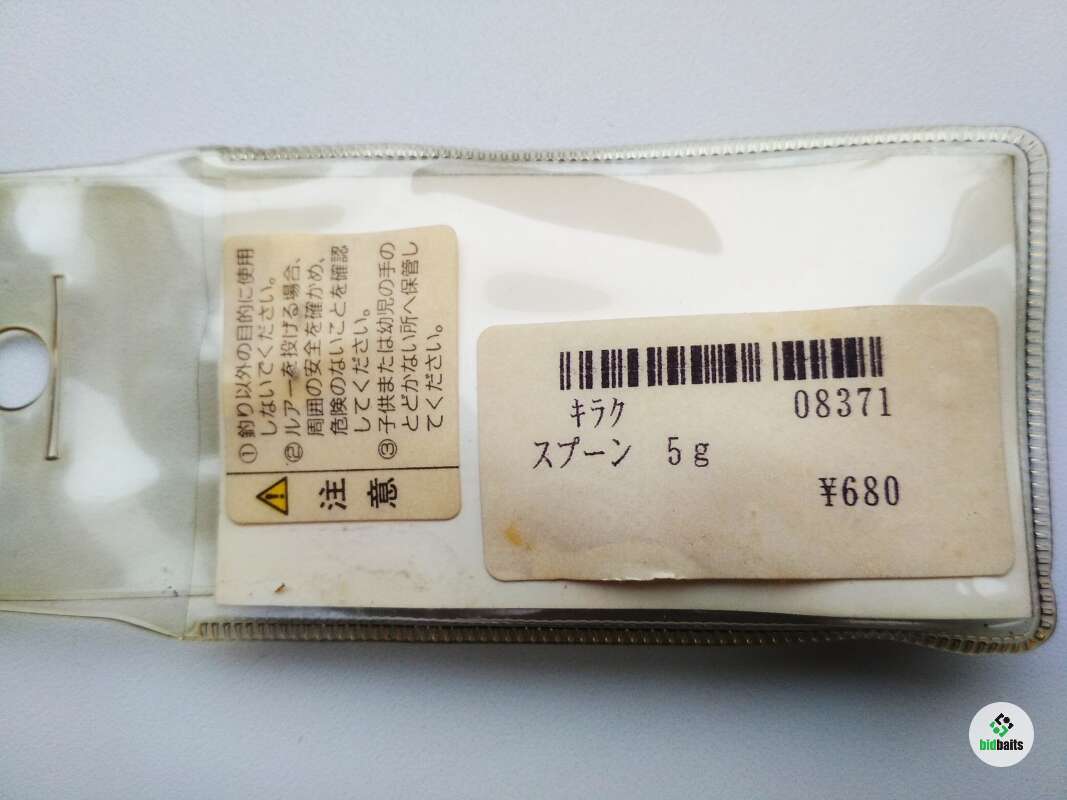 注意
① 釣り以外の目的に使用
しないでください。
② ルアーを投げる場合、
周囲の安全を確かめ、
危険のないことを確認
してください。
③ 子供または幼児の手の
とどかない所へ保管し
てください。
キラク 08371
スプーン 5g
¥680
bidbaits